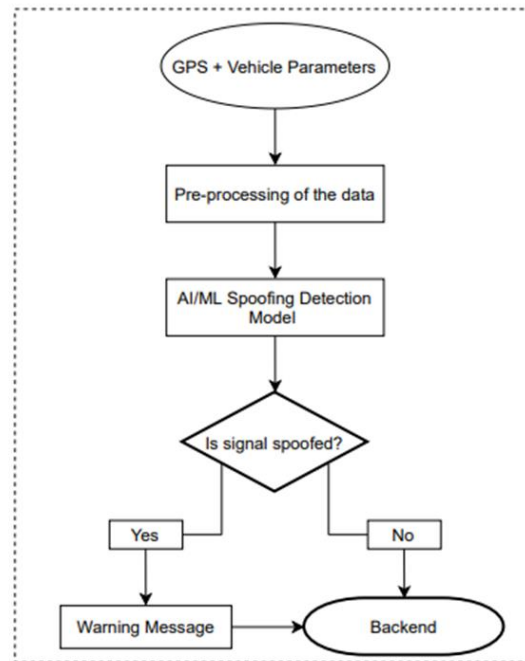 GPS + Vehicle Parameters
Pre-processing of the data
AI/ML Spoofing Detection
Model
Is signal spoofed?
Yes
No
Warning Message
Backend